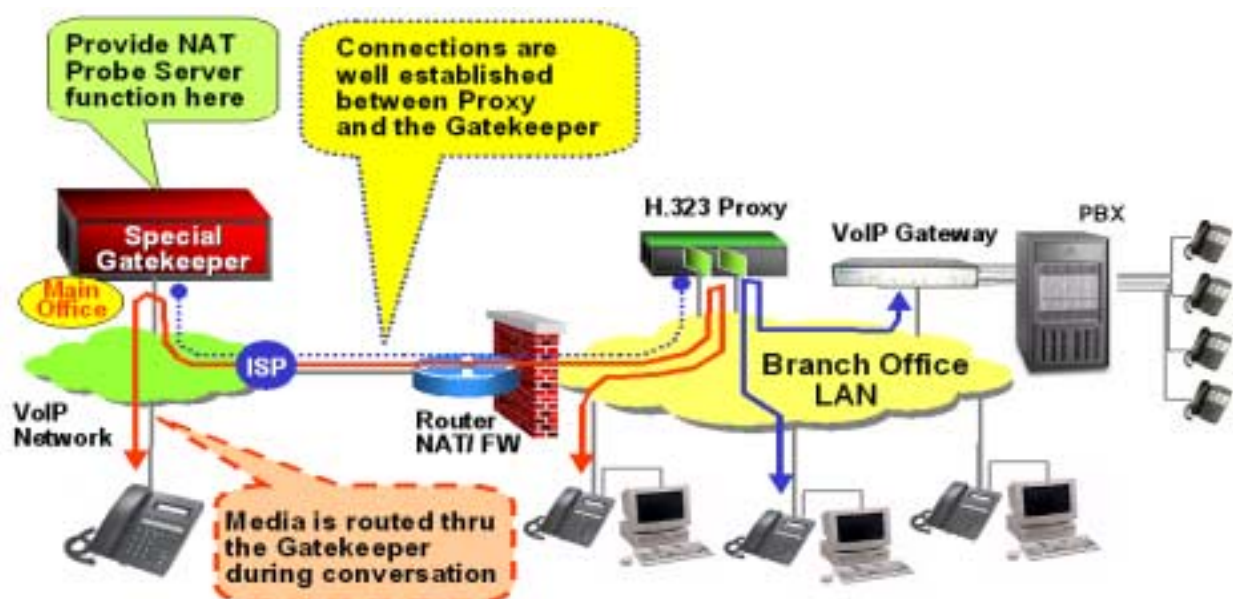 Provide NAT
Probe Server
function here
Connections are
well established
between Proxy
and the Gatekeeper
H.323 Proxy
VoIP Gateway
PBX
Special
Gatekeeper
Main
Office
ISP
Branch Office
LAN
VoIP
Network
Router
NAT/ FW
Media is routed thru
the Gatekeeper
during conversation